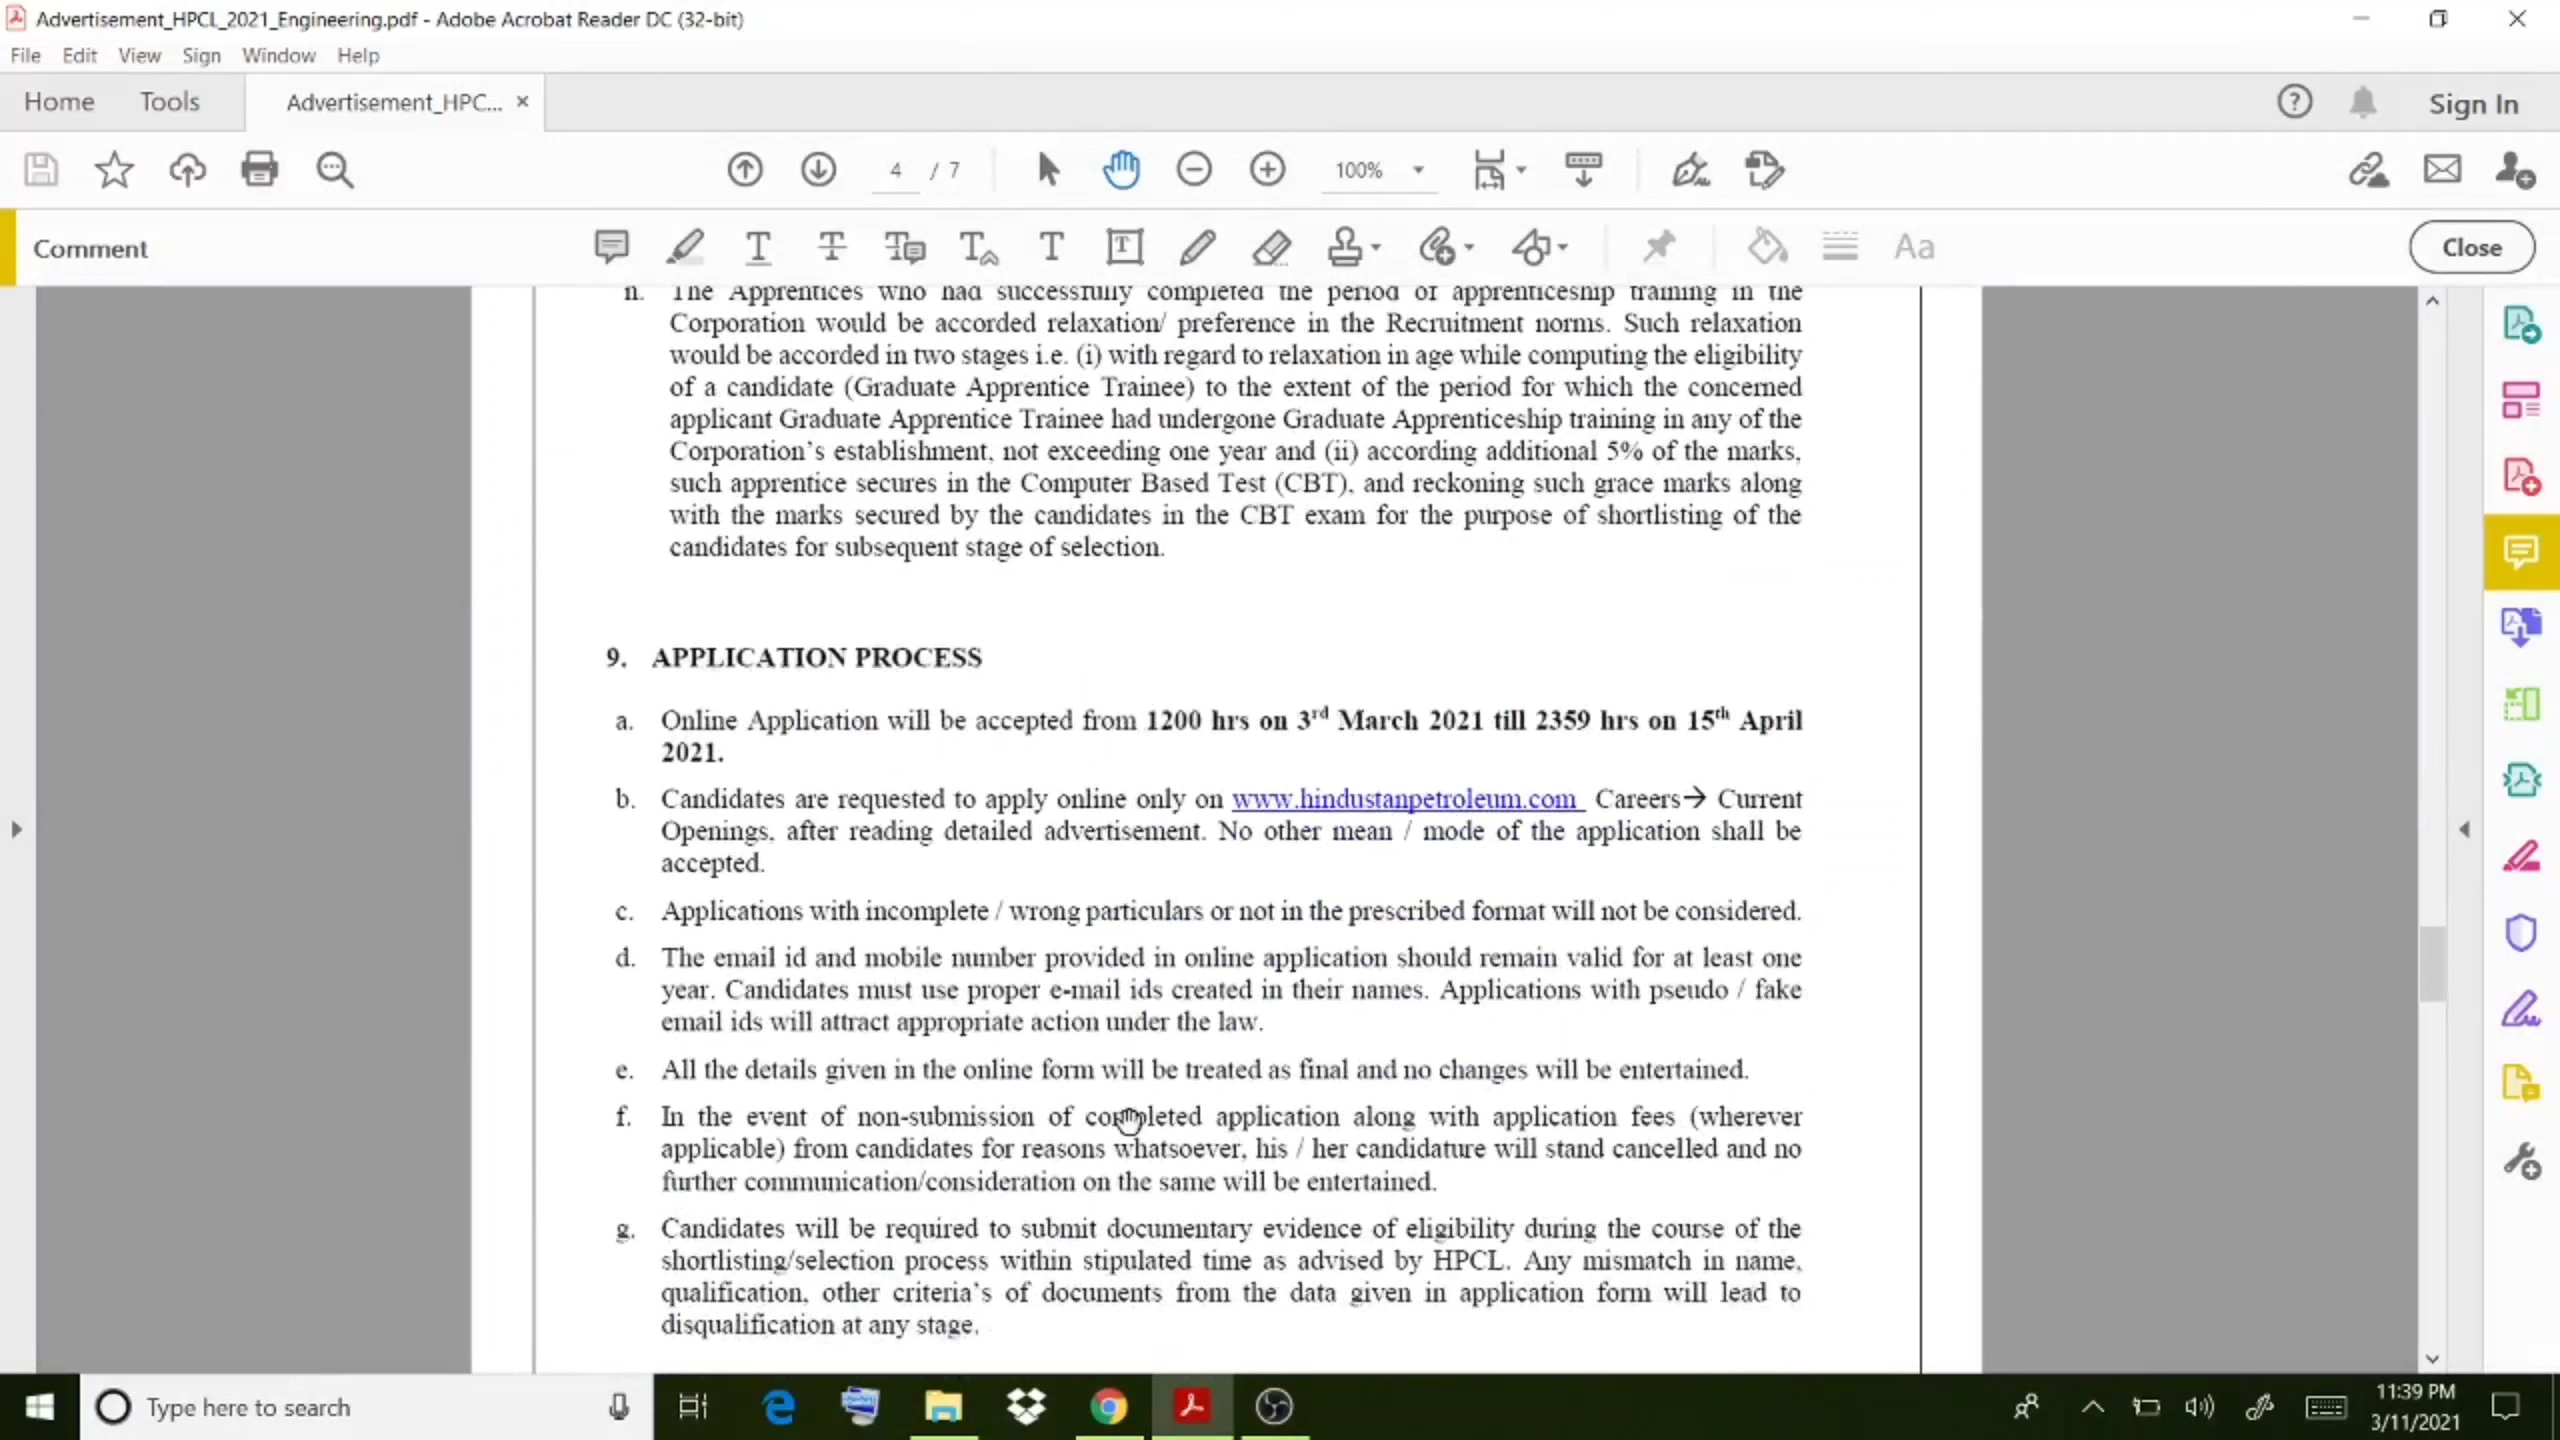 Advertisement_HPCL_2021_Engineering.pdf - Adobe Acrobat Reader DC (32-bit)
File Edit View Sign Window Help
Home Tools Advertisement_HPC... × Sign In
4 / 7 100%
Comment Close
n. The Apprentices who had successfully completed the period of apprenticeship training in the
Corporation would be accorded relaxation/ preference in the Recruitment norms. Such relaxation
would be accorded in two stages i.e. (i) with regard to relaxation in age while computing the eligibility
of a candidate (Graduate Apprentice Trainee) to the extent of the period for which the concerned
applicant Graduate Apprentice Trainee had undergone Graduate Apprenticeship training in any of the
Corporation's establishment, not exceeding one year and (ii) according additional 5% of the marks,
such apprentice secures in the Computer Based Test (CBT), and reckoning such grace marks along
with the marks secured by the candidates in the CBT exam for the purpose of shortlisting of the
candidates for subsequent stage of selection.
9. APPLICATION PROCESS
a. Online Application will be accepted from 1200 hrs on 3rd March 2021 till 2359 hrs on 15th April
2021.
b. Candidates are requested to apply online only on www.hindustanpetroleum.com Careers→ Current
Openings, after reading detailed advertisement. No other mean / mode of the application shall be
accepted.
c. Applications with incomplete / wrong particulars or not in the prescribed format will not be considered.
d. The email id and mobile number provided in online application should remain valid for at least one
year. Candidates must use proper e-mail ids created in their names. Applications with pseudo / fake
email ids will attract appropriate action under the law.
e. All the details given in the online form will be treated as final and no changes will be entertained.
f. In the event of non-submission of completed application along with application fees (wherever
applicable) from candidates for reasons whatsoever, his / her candidature will stand cancelled and no
further communication/consideration on the same will be entertained.
g. Candidates will be required to submit documentary evidence of eligibility during the course of the
shortlisting/selection process within stipulated time as advised by HPCL. Any mismatch in name,
qualification, other criteria's of documents from the data given in application form will lead to
disqualification at any stage.
Type here to search
11:39 PM
3/11/2021